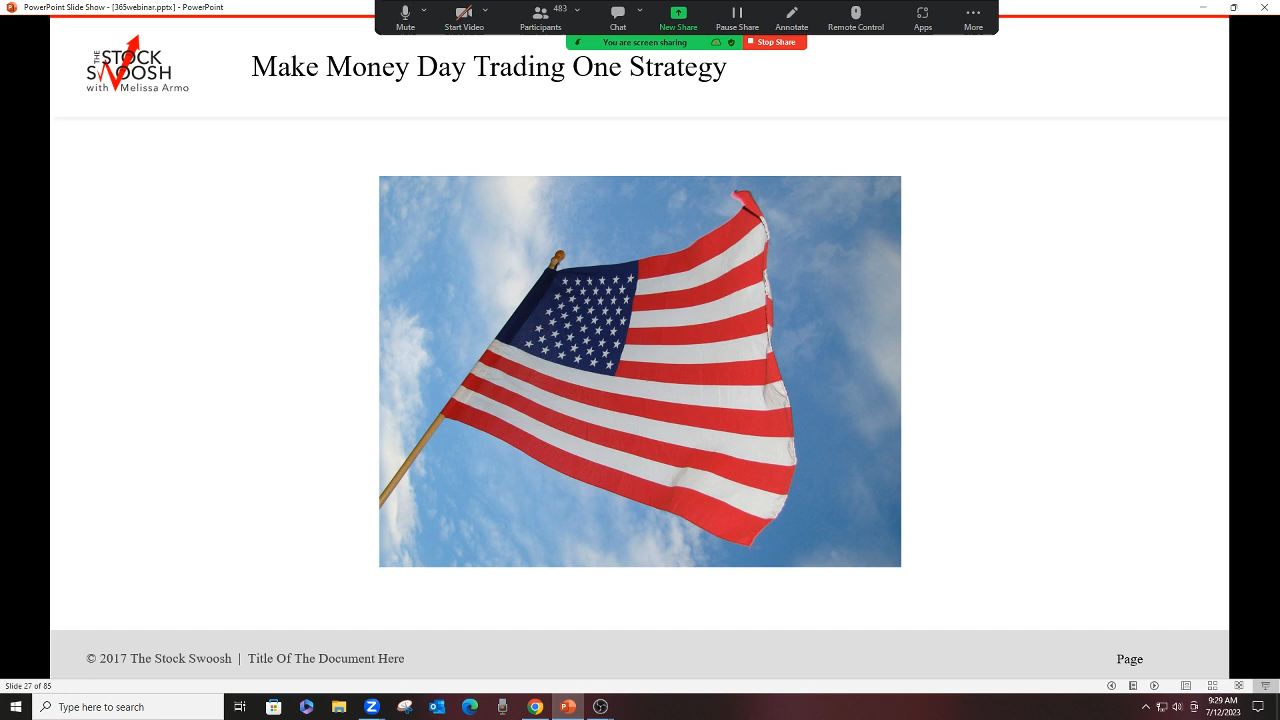 PowerPoint Slide Show - [365webinar.pptx] - PowerPoint
Mute
Start Video
483
Participants
Chat
New Share
Pause Share
Annotate
Remote Control
Apps
More
You are screen sharing
Stop Share
THE STOCK
SWOOSH
with Melissa Armo
Make Money Day Trading One Strategy
© 2017 The Stock Swoosh | Title Of The Document Here
Page
Slide 27 of 85
Type here to search
9:29 AM
7/12/2023